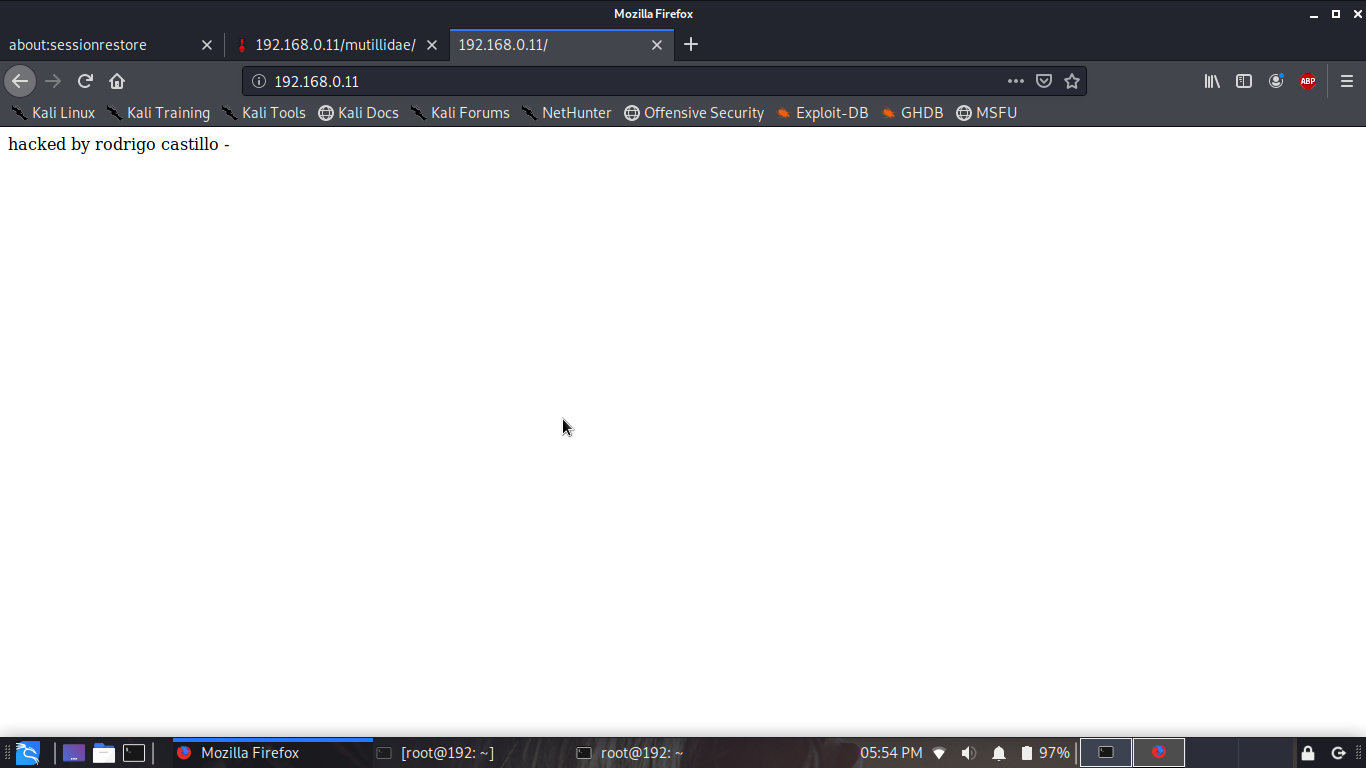 Mozilla Firefox
about:sessionrestore
192.168.0.11/mutillidae/
192.168.0.11/
192.168.0.11
ABP
Kali Linux
Kali Training
Kali Tools
Kali Docs
Kali Forums
NetHunter
Offensive Security
Exploit-DB
GHDB
MSFU
hacked by rodrigo castillo -
Mozilla Firefox
[root@192: ~]
root@192: ~
05:54 PM
97%